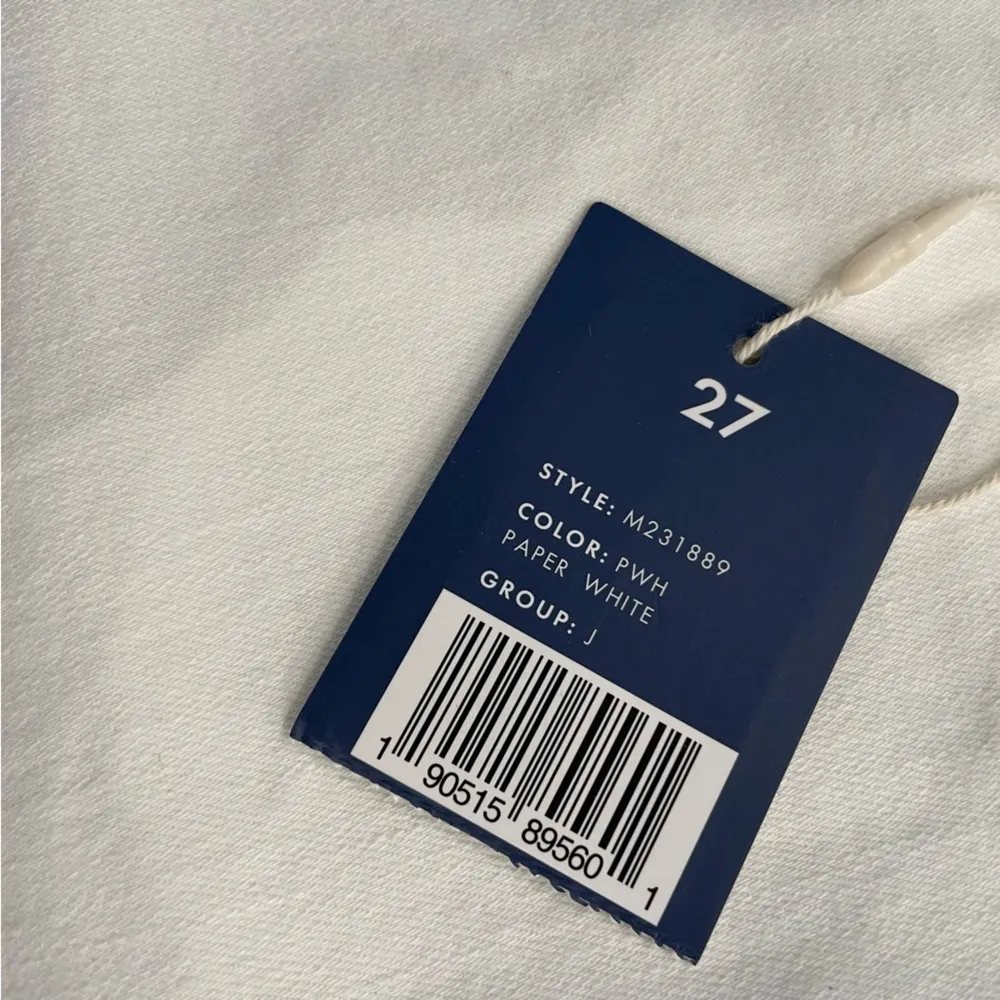 27
STYLE: M231889
COLOR: PWH
PAPER WHITE
GROUP: J
1 90515 89560 1